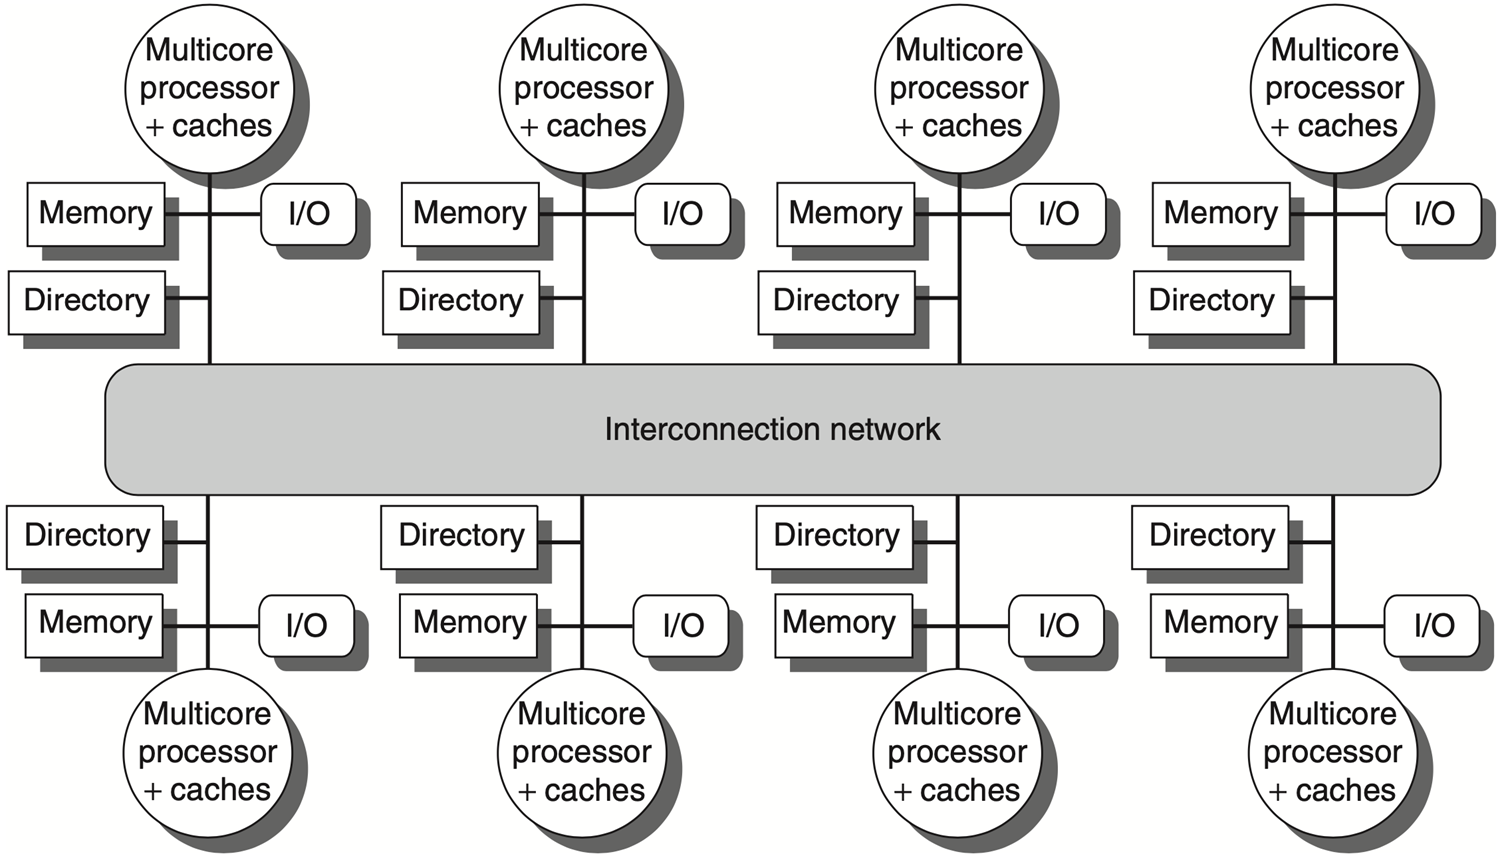 Multicore
processor
+ caches
Multicore
processor
+ caches
Multicore
processor
+ caches
Multicore
processor
+ caches
Memory
I/O
Memory
I/O
Memory
I/O
Memory
I/O
Directory
Directory
Directory
Directory
Interconnection network
Directory
Directory
Directory
Directory
Memory
I/O
Memory
I/O
Memory
I/O
Memory
I/O
Multicore
processor
+ caches
Multicore
processor
+ caches
Multicore
processor
+ caches
Multicore
processor
+ caches